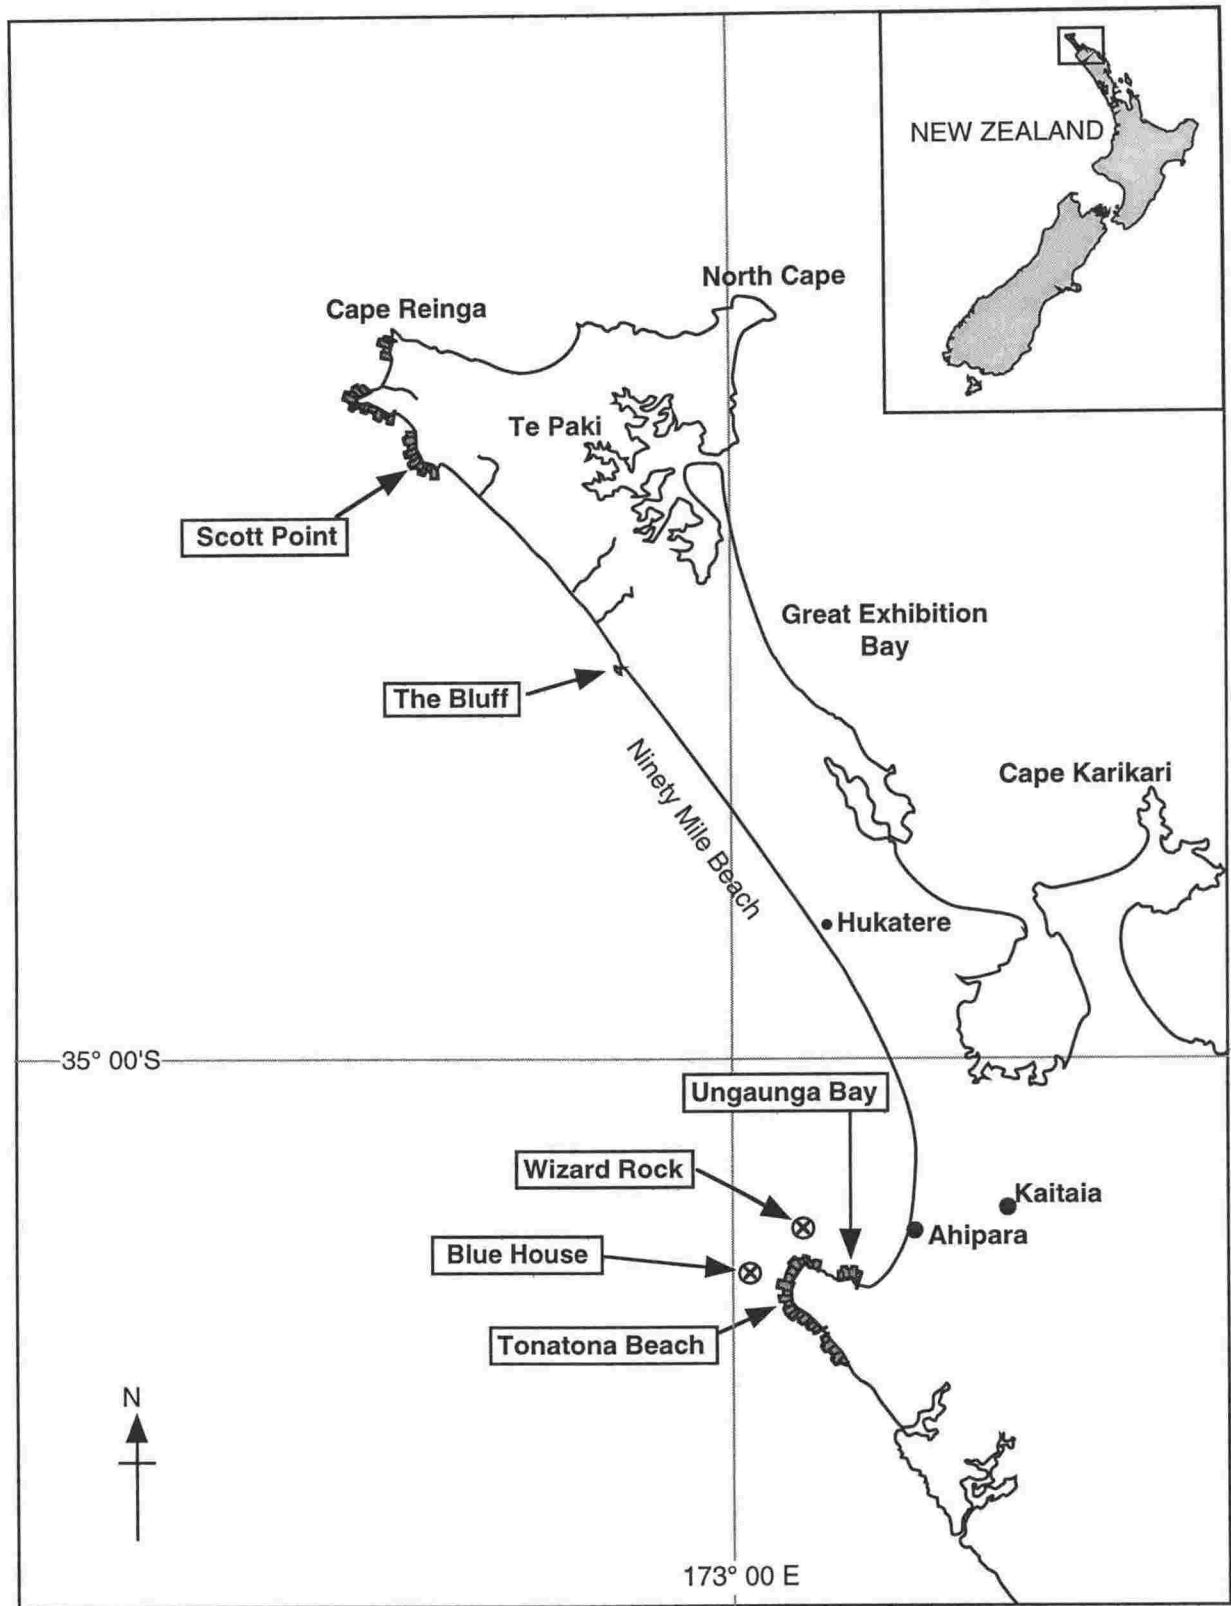 NEW ZEALAND
North Cape
Cape Reinga
Te Paki
Scott Point
Great Exhibition
Bay
The Bluff
Ninety Mile Beach
Cape Karikari
Hukatere
35° 00'S
Ungaunga Bay
Wizard Rock
Kaitaia
Ahipara
Blue House
Tonatona Beach
N
173° 00 E